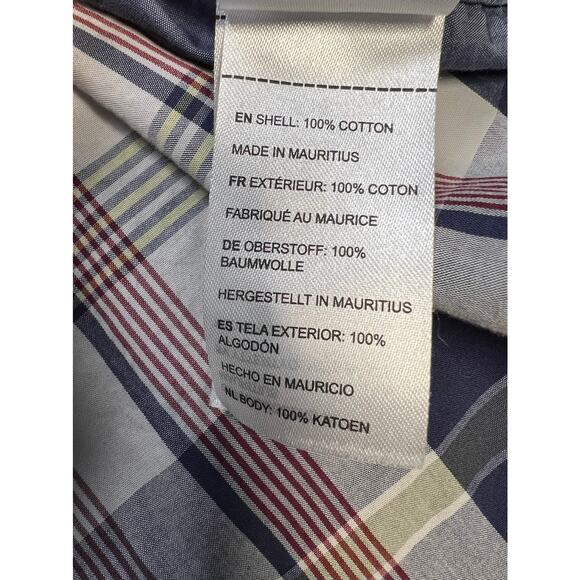 EN SHELL: 100% COTTON
MADE IN MAURITIUS
FR EXTÉRIEUR: 100% COTON
FABRIQUÉ AU MAURICE
DE OBERSTOFF: 100%
BAUMWOLLE
HERGESTELLT IN MAURITIUS
ES TELA EXTERIOR: 100%
ALGODÓN
HECHO EN MAURICIO
NL BODY: 100% KATOEN